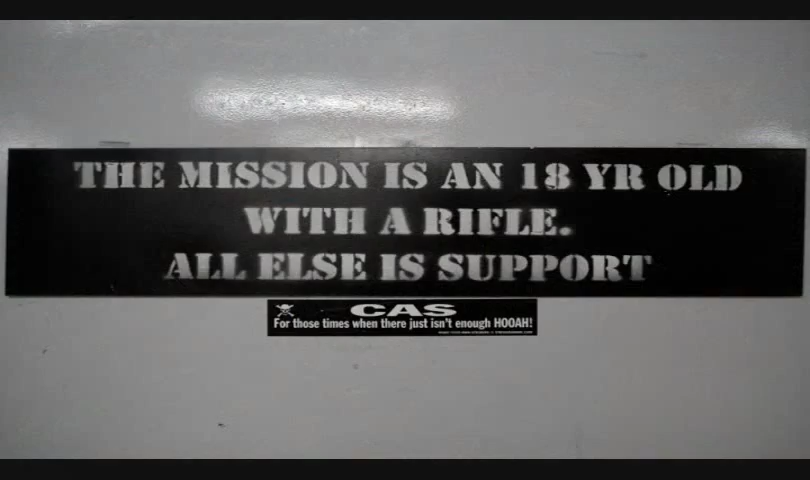 THE MISSION IS AN 18 YR OLD
WITH A RIFLE.
ALL ELSE IS SUPPORT
CAS
For those times when there just isn't enough HOOAH!